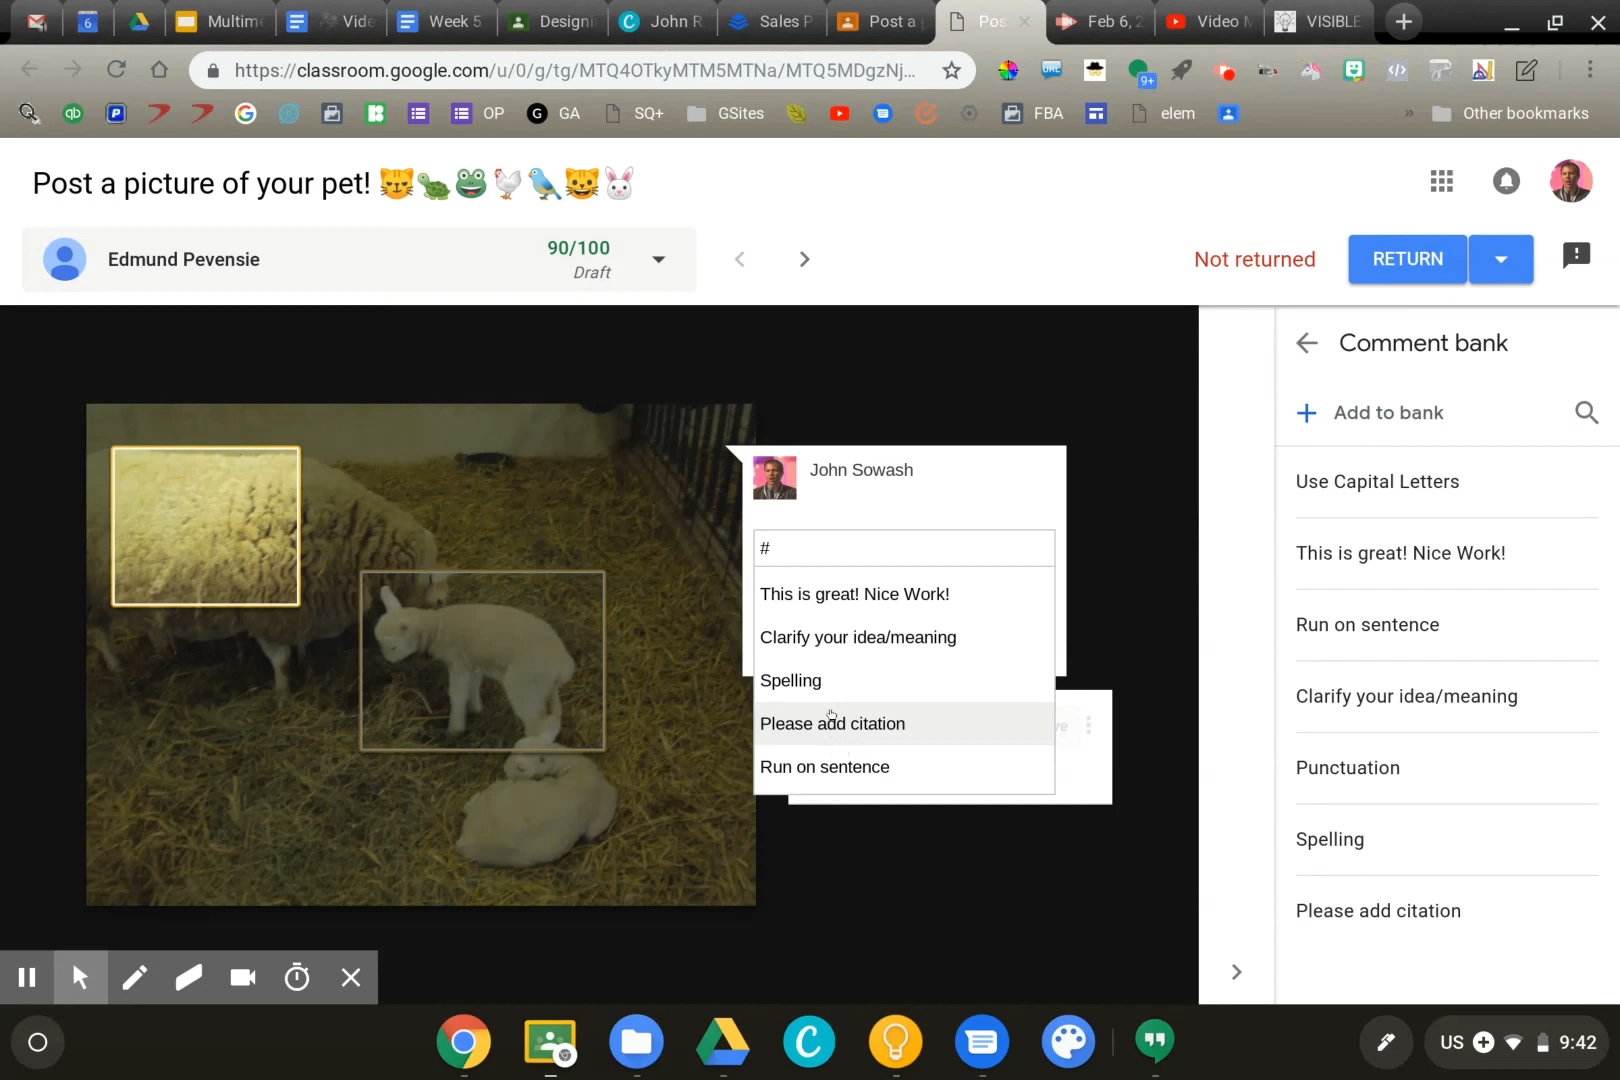 Multim
Vide
Week 5
Designi
John R
Sales P
Post a
Pos
Feb 6, 2
Video M
VISIBLE
https://classroom.google.com/u/0/g/tg/MTQ4OTkyMTM5MTNa/MTQ5MDgzNj...
9+
OP
GA
SQ+
GSites
FBA
elem
»
Other bookmarks
Post a picture of your pet!
Edmund Pevensie
90/100
Draft
Not returned
RETURN
Comment bank
+ Add to bank
Use Capital Letters
This is great! Nice Work!
Run on sentence
Clarify your idea/meaning
Punctuation
Spelling
Please add citation
John Sowash
#
This is great! Nice Work!
Clarify your idea/meaning
Spelling
Please add citation
Run on sentence
US
9:42